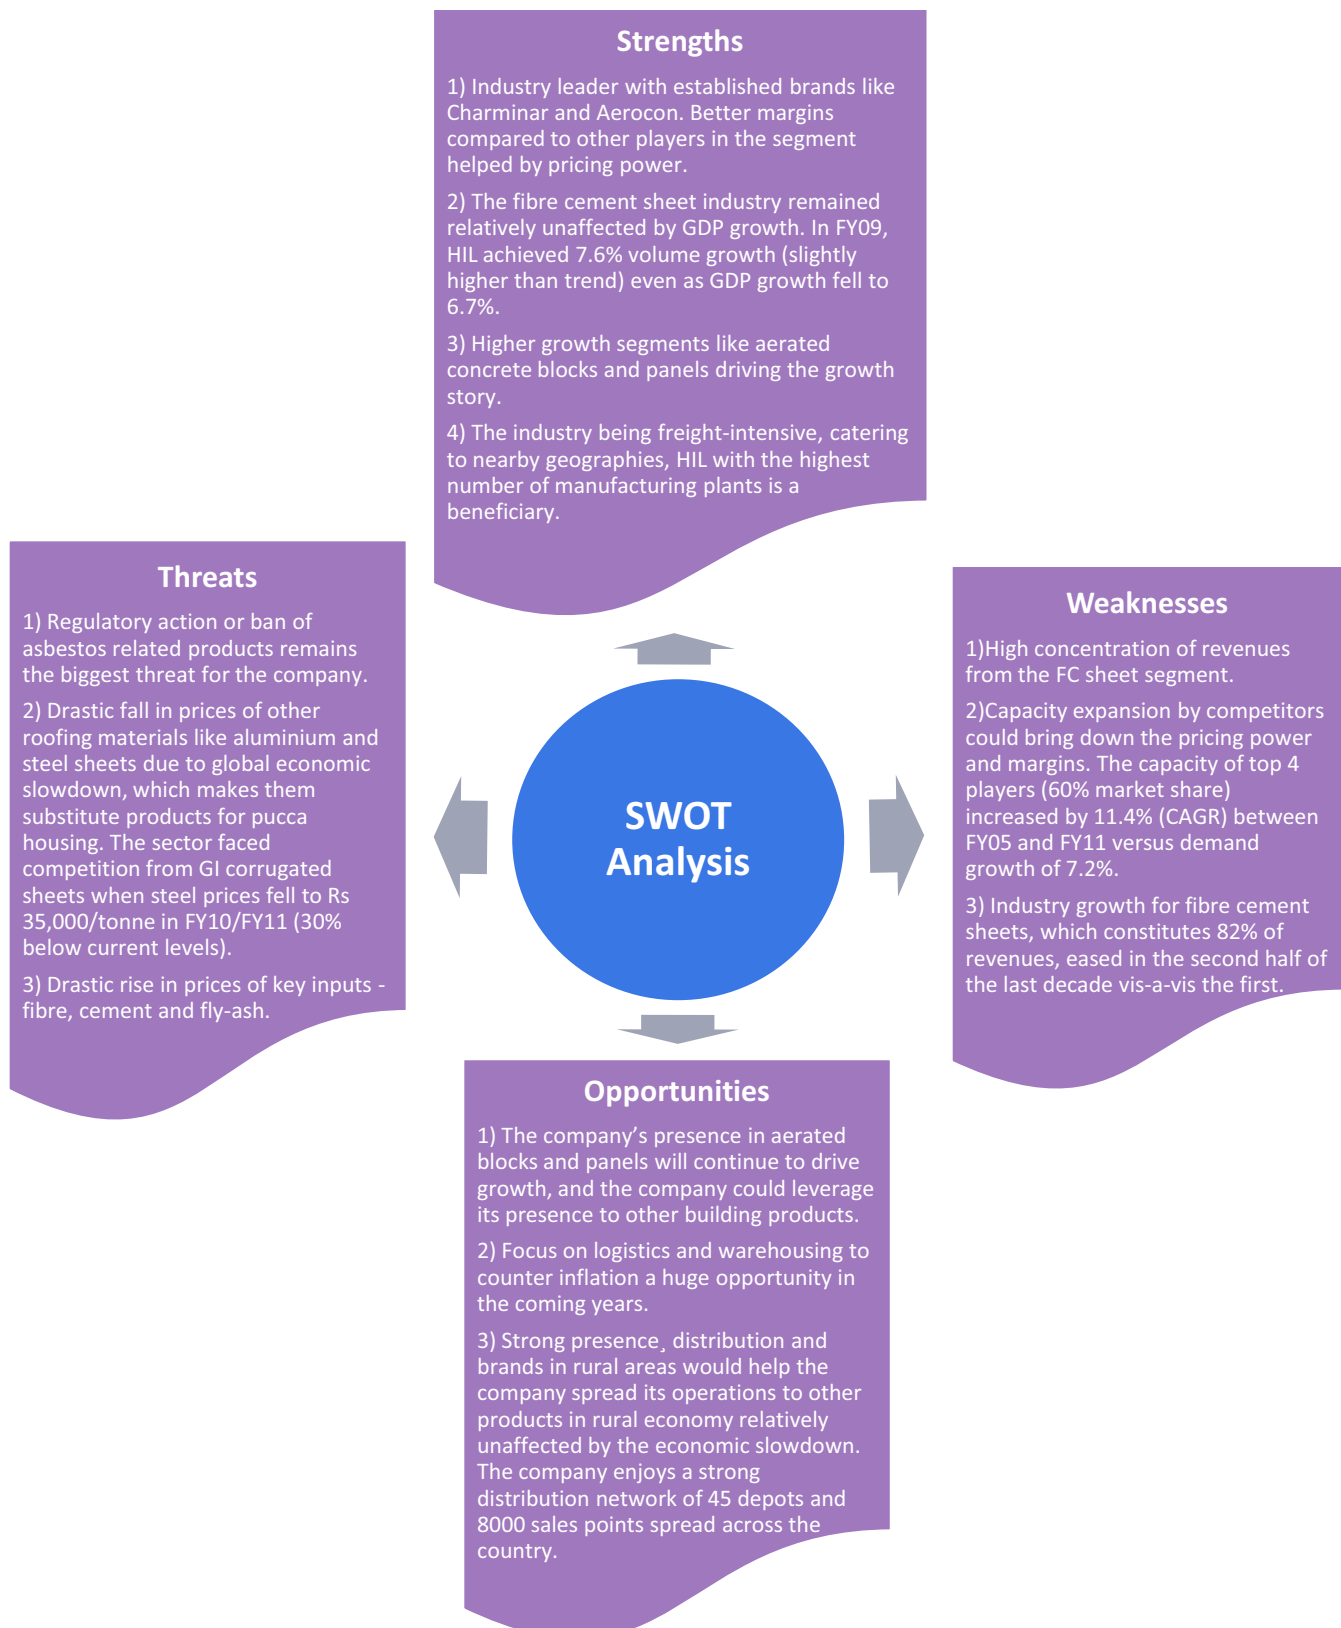 Strengths
1) Industry leader with established brands like
Charminar and Aerocon. Better margins
compared to other players in the segment
helped by pricing power.
2) The fibre cement sheet industry remained
relatively unaffected by GDP growth. In FY09,
HIL achieved 7.6% volume growth (slightly
higher than trend) even as GDP growth fell to
6.7%.
3) Higher growth segments like aerated
concrete blocks and panels driving the growth
story.
4) The industry being freight-intensive, catering
to nearby geographies, HIL with the highest
number of manufacturing plants is a
beneficiary.
Threats
1) Regulatory action or ban of
asbestos related products remains
the biggest threat for the company.
2) Drastic fall in prices of other
roofing materials like aluminium and
steel sheets due to global economic
slowdown, which makes them
substitute products for pucca
housing. The sector faced
competition from GI corrugated
sheets when steel prices fell to Rs
35,000/tonne in FY10/FY11 (30%
below current levels).
3) Drastic rise in prices of key inputs -
fibre, cement and fly-ash.
SWOT
Analysis
Weaknesses
1)High concentration of revenues
from the FC sheet segment.
2)Capacity expansion by competitors
could bring down the pricing power
and margins. The capacity of top 4
players (60% market share)
increased by 11.4% (CAGR) between
FY05 and FY11 versus demand
growth of 7.2%.
3) Industry growth for fibre cement
sheets, which constitutes 82% of
revenues, eased in the second half of
the last decade vis-a-vis the first.
Opportunities
1) The company’s presence in aerated
blocks and panels will continue to drive
growth, and the company could leverage
its presence to other building products.
2) Focus on logistics and warehousing to
counter inflation a huge opportunity in
the coming years.
3) Strong presence¸ distribution and
brands in rural areas would help the
company spread its operations to other
products in rural economy relatively
unaffected by the economic slowdown.
The company enjoys a strong
distribution network of 45 depots and
8000 sales points spread across the
country.